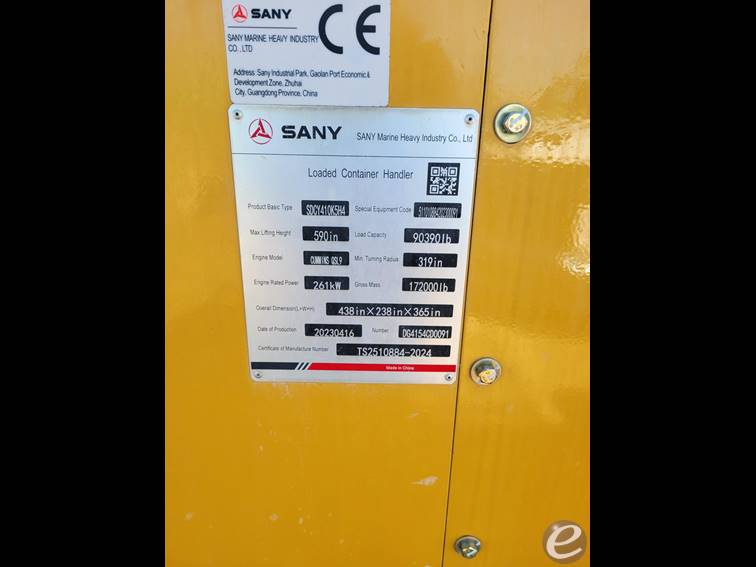 SANY
SANY MARINE HEAVY INDUSTRY
CO., LTD
CE
Address: Sany Industrial Park, Gaolan Port Economic &
Development Zone, Zhuhai
City, Guangdong Province, China
SANY SANY Marine Heavy Industry Co., Ltd
Loaded Container Handler
Product Basic Type SDCY410K5H4 Special Equipment Code
Max Lifting Height 590in Load Capacity 90390lb
Engine Model CUMMINS QSL9 Min. Turning Radius 319in
Engine Rated Power 261kW Gross Mass 172000lb
Overall Dimension(L×W×H) 438in×238in×365in
Date of Production 20230416 Number DG4154CD0091
Certificate of Manufacture Number TS2510884-2024
Made in China
e